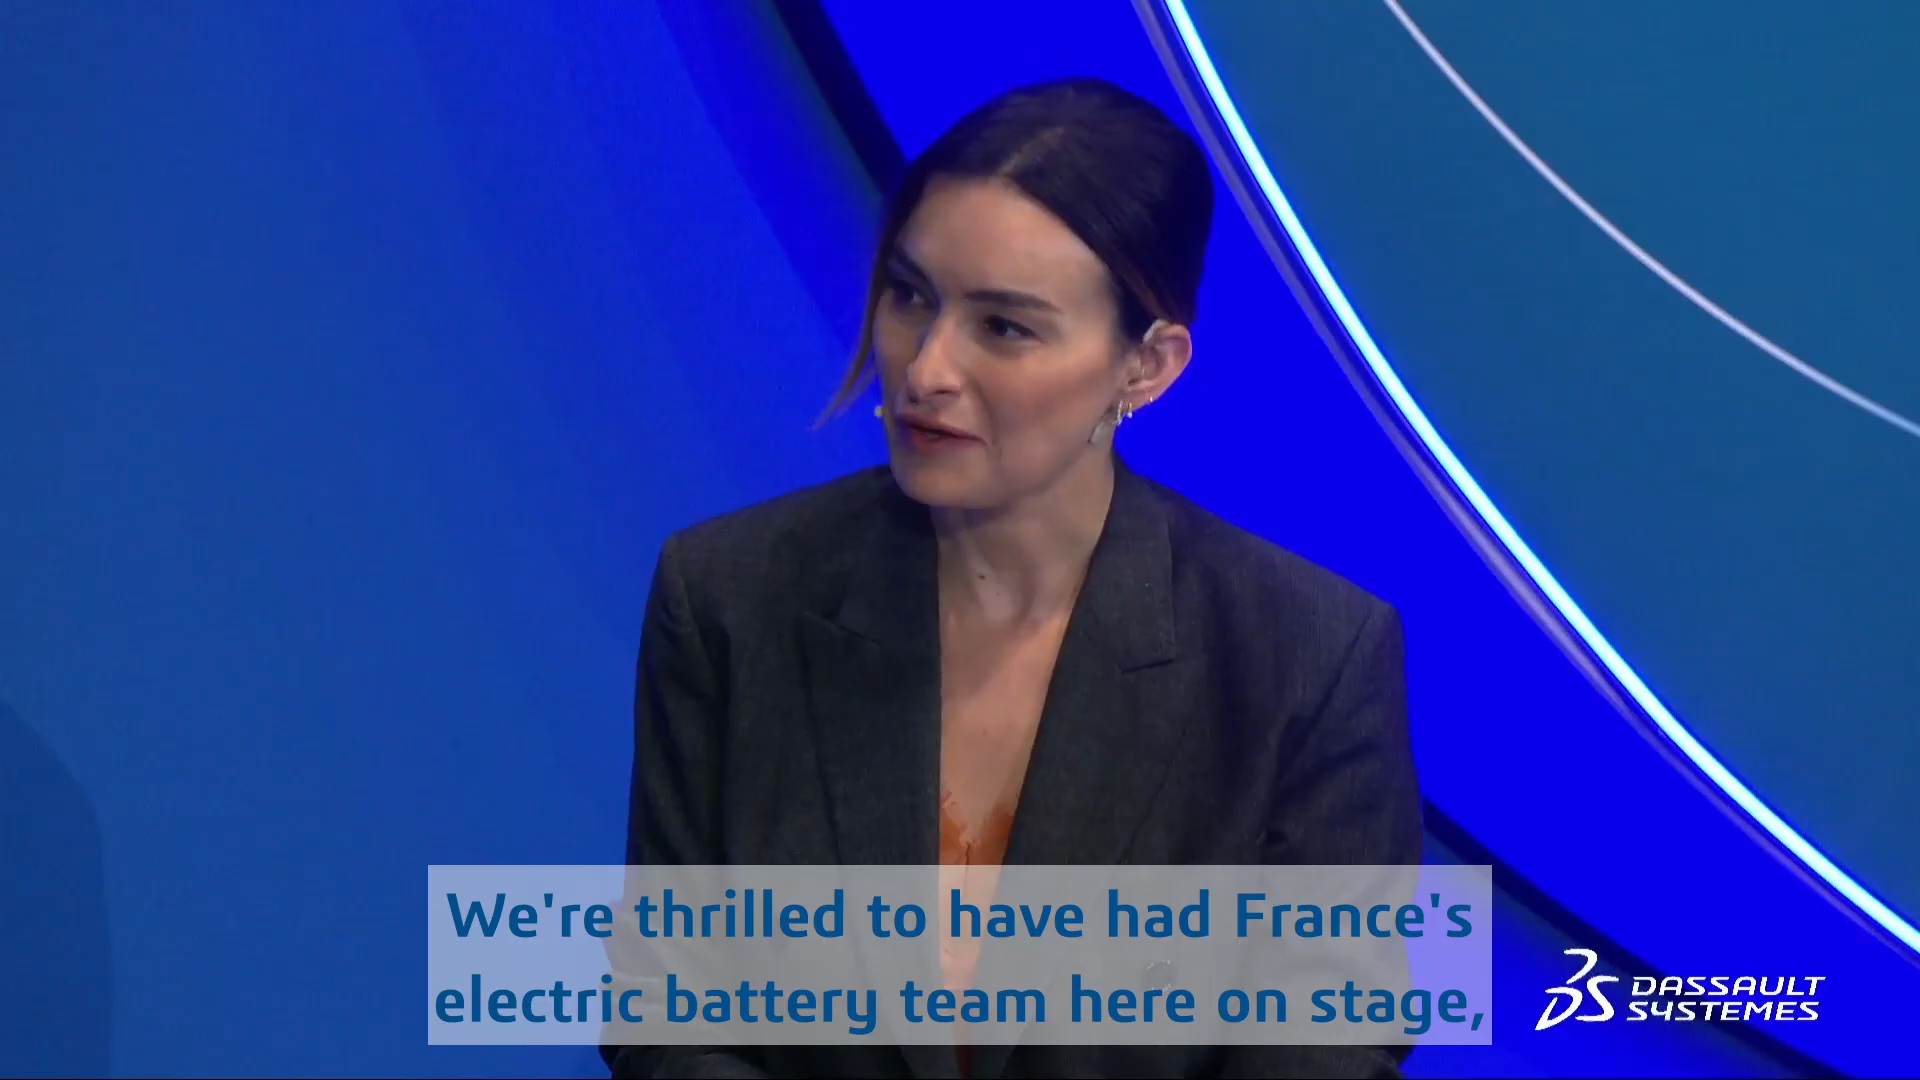 We're thrilled to have had France's
electric battery team here on stage,
DASSAULT
SYSTEMES